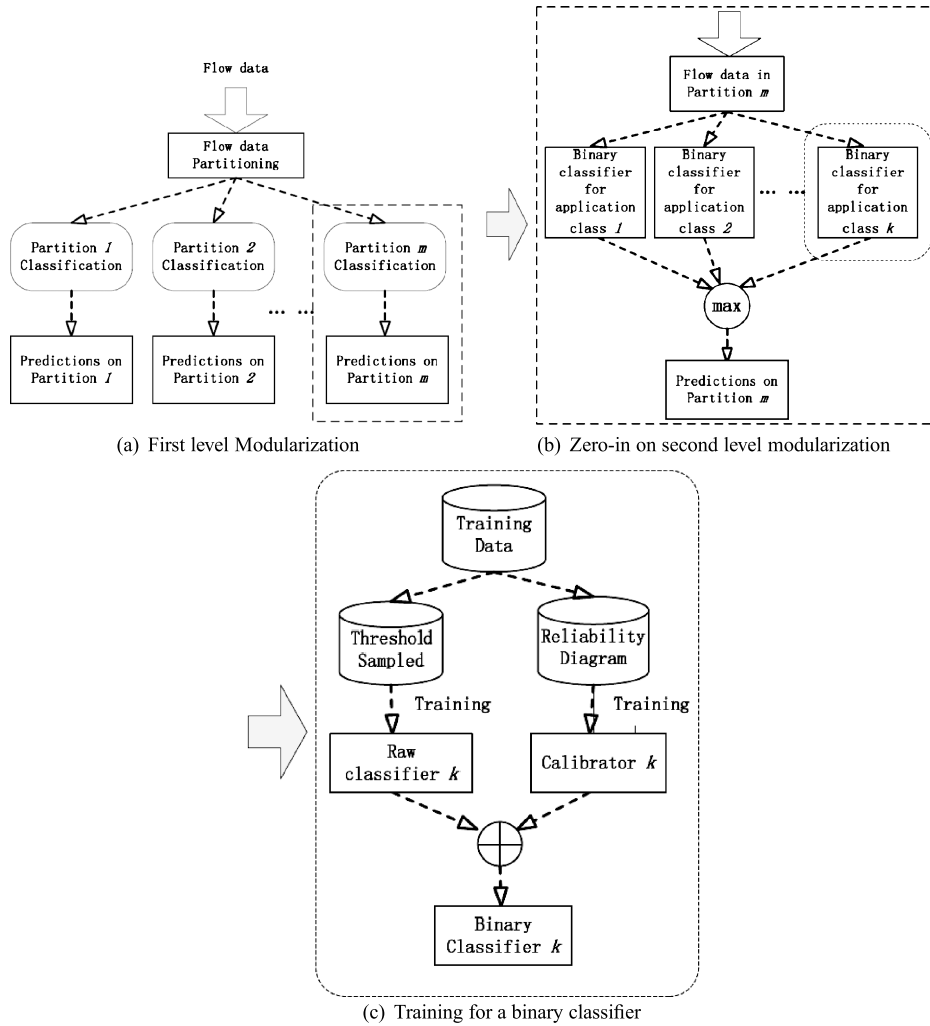 Flow data
Flow data
Partitioning
Partition 1
Classification
Partition 2
Classification
... ...
Partition m
Classification
Predictions on
Partition 1
Predictions on
Partition 2
Predictions on
Partition m
(a) First level Modularization
Flow data in
Partition m
Binary
classifier
for
application
class 1
Binary
classifier
for
application
class 2
... ...
Binary
classifier
for
application
class k
max
Predictions on
Partition m
(b) Zero-in on second level modularization
Training
Data
Threshold
Sampled
Reliability
Diagram
Training
Training
Raw
classifier k
Calibrator k
Binary
Classifier k
(c) Training for a binary classifier